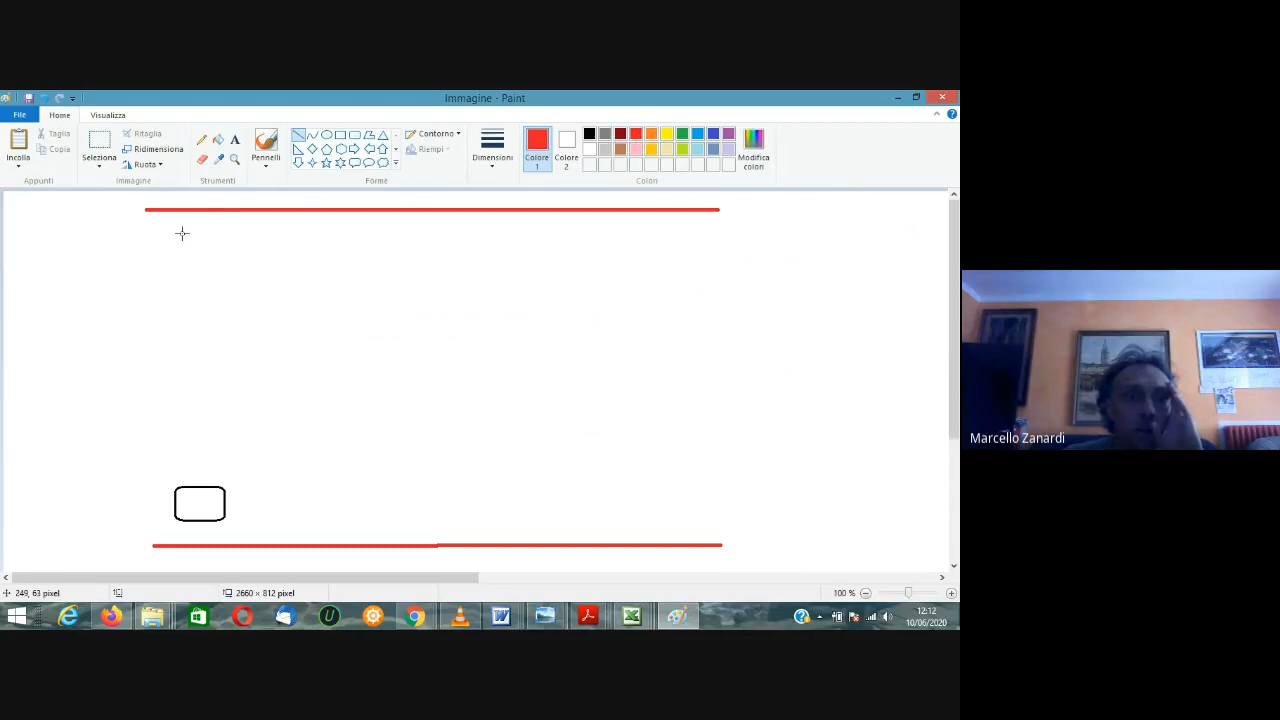 Immagine - Paint
File Home Visualizza
Incolla
Taglia
Copia
Appunti
Seleziona
Ritaglia
Ridimensiona
Ruota
Immagine
A
Strumenti
Pennelli
Contorno
Riempi
Forme
Dimensioni
Colore 1
Colore 2
Modifica colori
Colori
Marcello Zanardi
249, 63 pixel
2660 × 812 pixel
100 %
12:12
10/06/2020